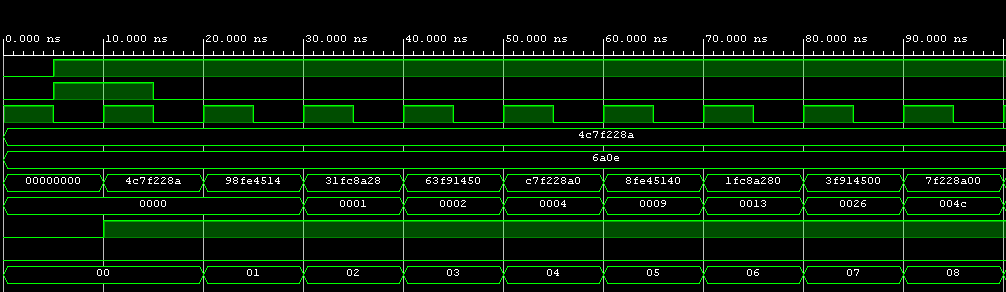 0.000 ns 10.000 ns 20.000 ns 30.000 ns 40.000 ns 50.000 ns 60.000 ns 70.000 ns 80.000 ns 90.000 ns
4c7f228a
6a0e
00000000 4c7f228a 98fe4514 31fc8a28 63f91450 c7f228a0 8fe45140 1fc8a280 3f914500 7f228a00
0000 0001 0002 0004 0009 0013 0026 004c
00 01 02 03 04 05 06 07 08